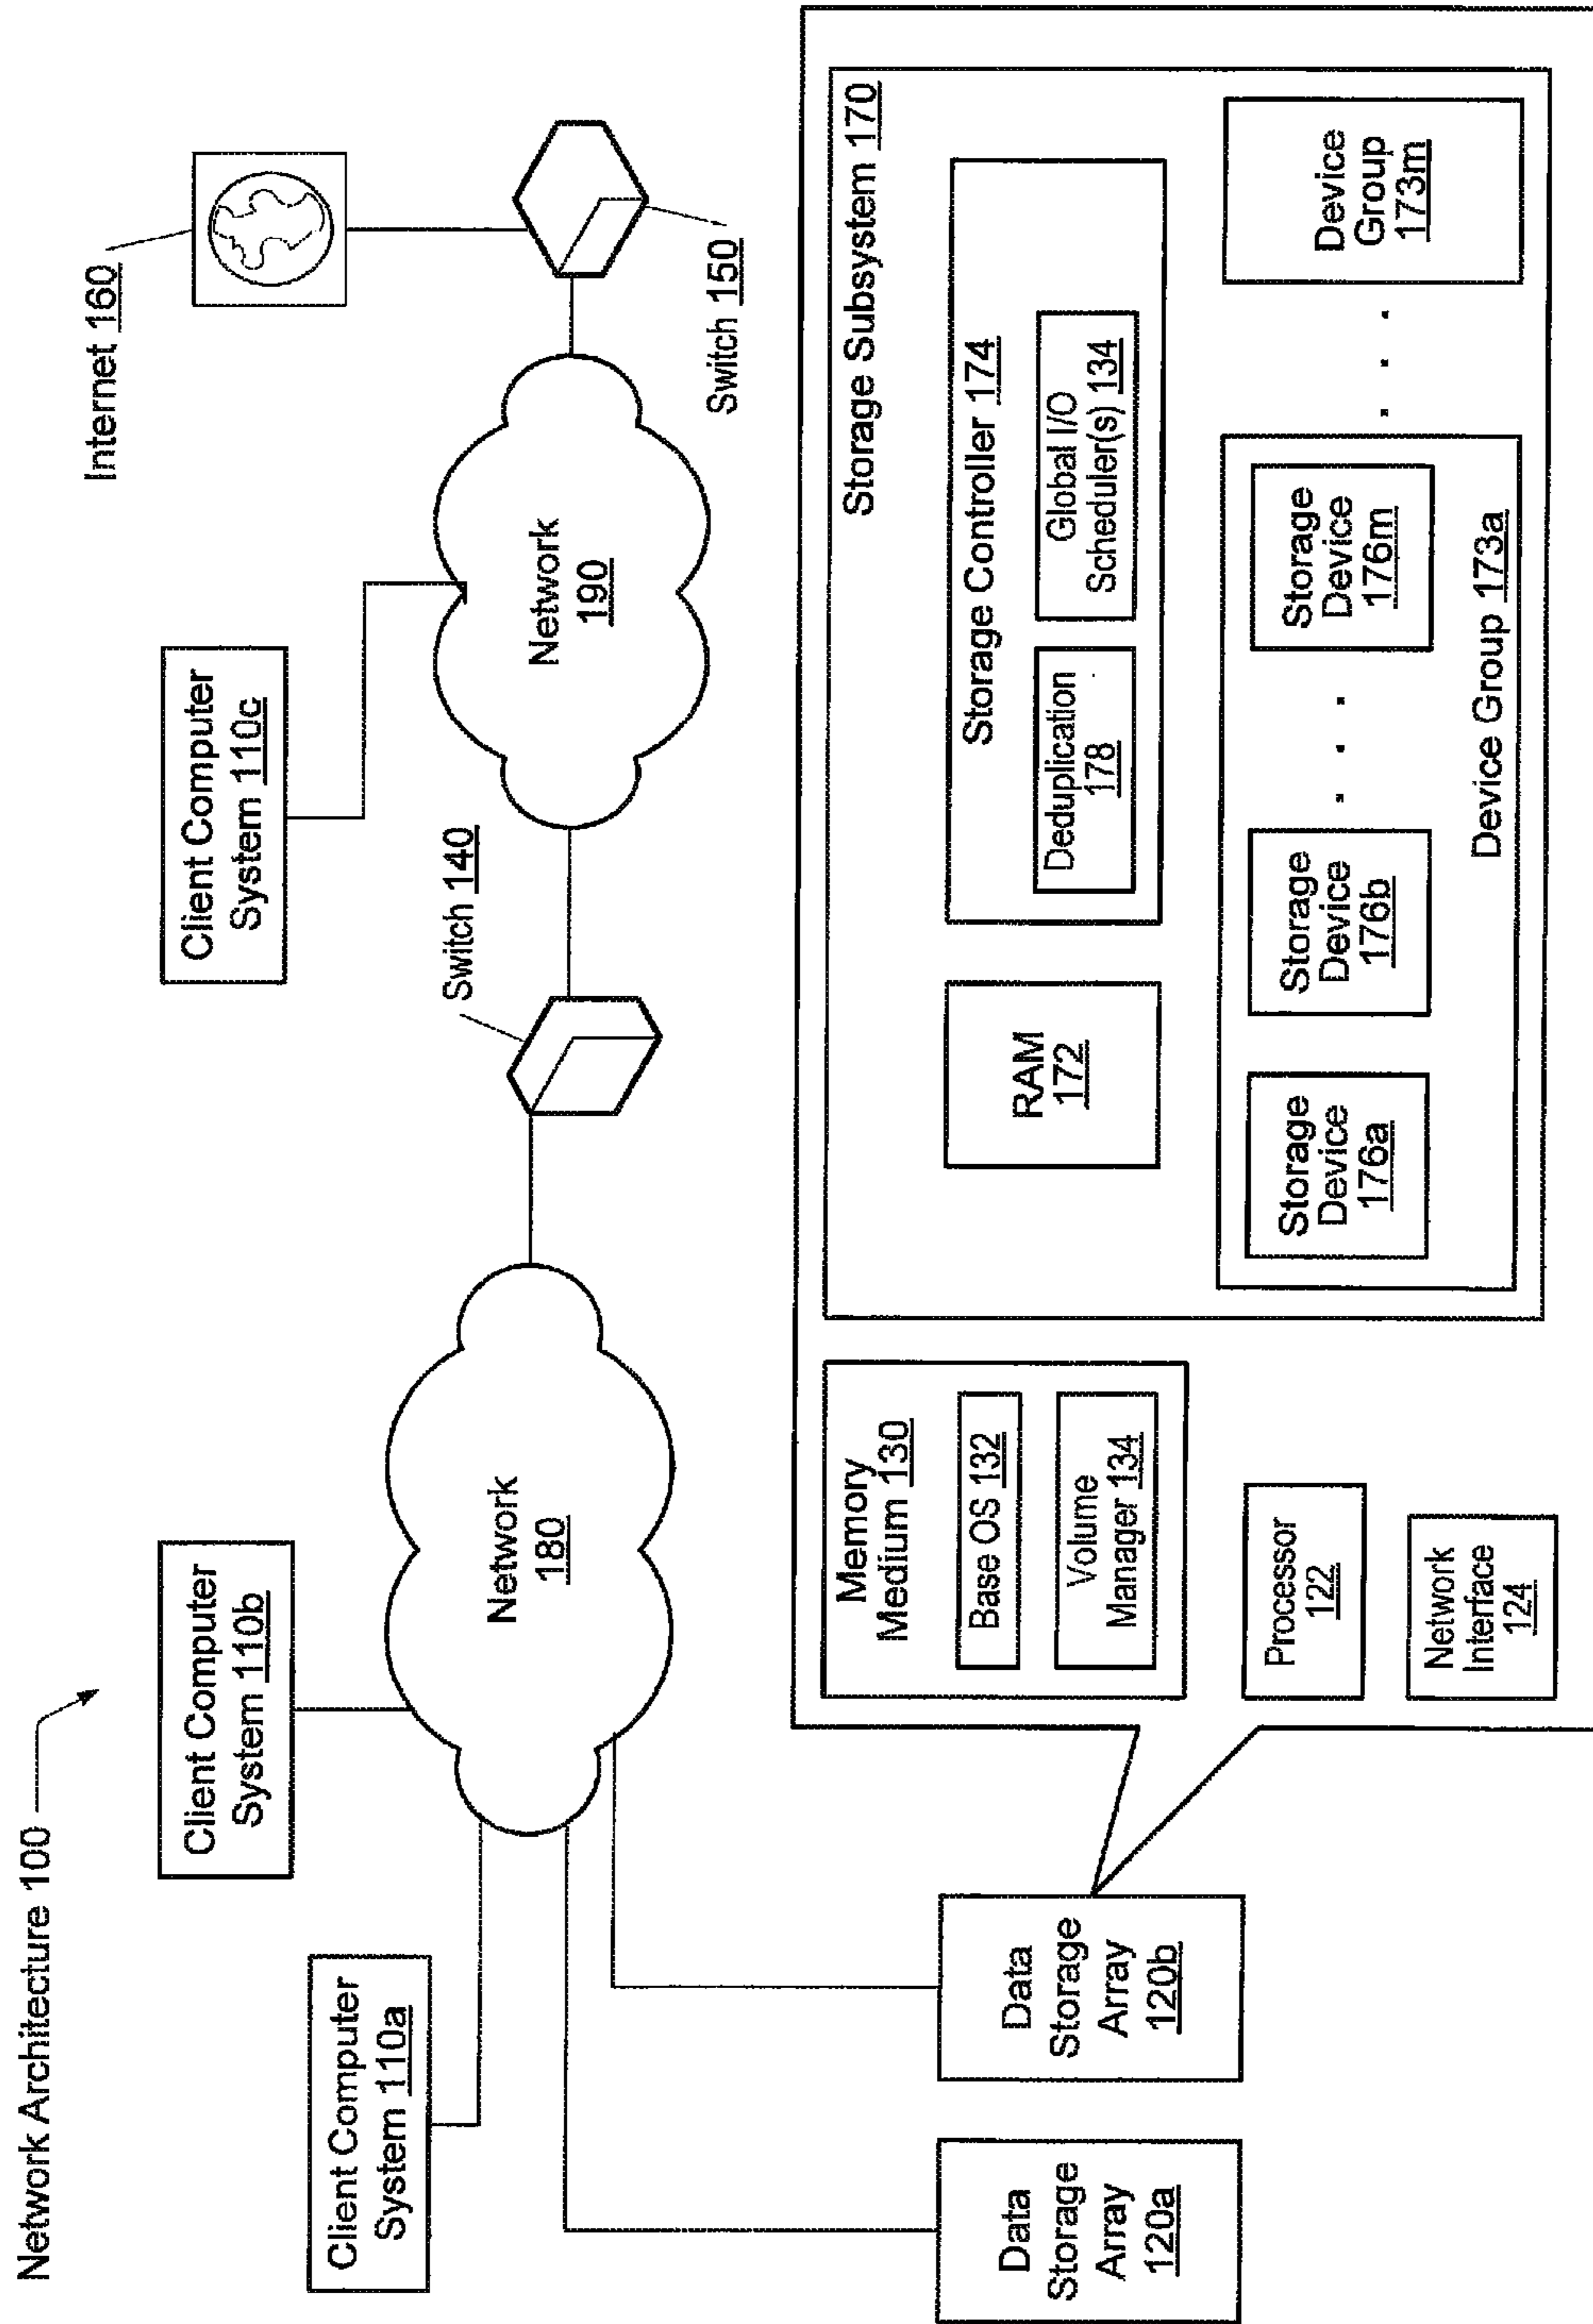 Network Architecture 100
Internet 160
Client Computer
System 110c
Client Computer
System 110b
Client Computer
System 110a
Switch 140
Switch 150
Network
180
Network
190
Data
Storage
Array
120a
Data
Storage
Array
120b
Memory
Medium 130
Base OS 132
Volume
Manager 134
Processor
122
Network
Interface
124
Storage Subsystem 170
RAM
172
Storage Controller 174
Deduplication
178
Global I/O
Scheduler(s) 134
Storage
Device
176a
Storage
Device
176b
. . .
Storage
Device
176m
Device Group 173a
. . .
Device
Group
173m